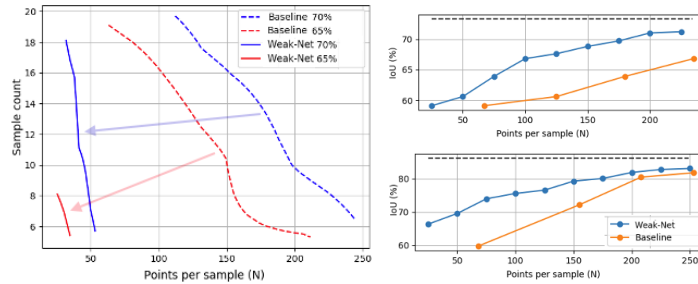 Baseline 70%
Baseline 65%
Weak-Net 70%
Weak-Net 65%
Sample count
20
18
16
14
12
10
8
6
50 100 150 200 250
Points per sample (N)
IoU (%)
70
65
60
50 100 150 200
Points per sample (N)
IoU (%)
80
70
60
Weak-Net
Baseline
50 100 150 200 250
Points per sample (N)